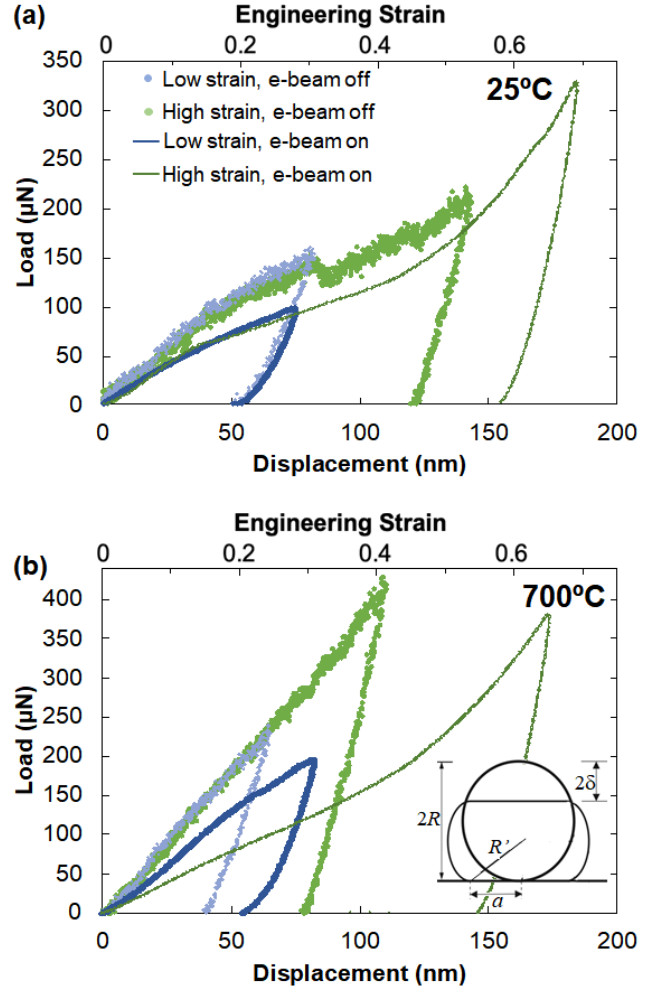 (a)
Engineering Strain
0 0.2 0.4 0.6
350
300
250
200
150
100
50
0
Load (µN)
Low strain, e-beam off
High strain, e-beam off
Low strain, e-beam on
High strain, e-beam on
25ºC
0 50 100 150 200
Displacement (nm)
(b)
Engineering Strain
0 0.2 0.4 0.6
400
350
300
250
200
150
100
50
0
Load (µN)
700ºC
2R
2δ
R’
a
0 50 100 150 200
Displacement (nm)